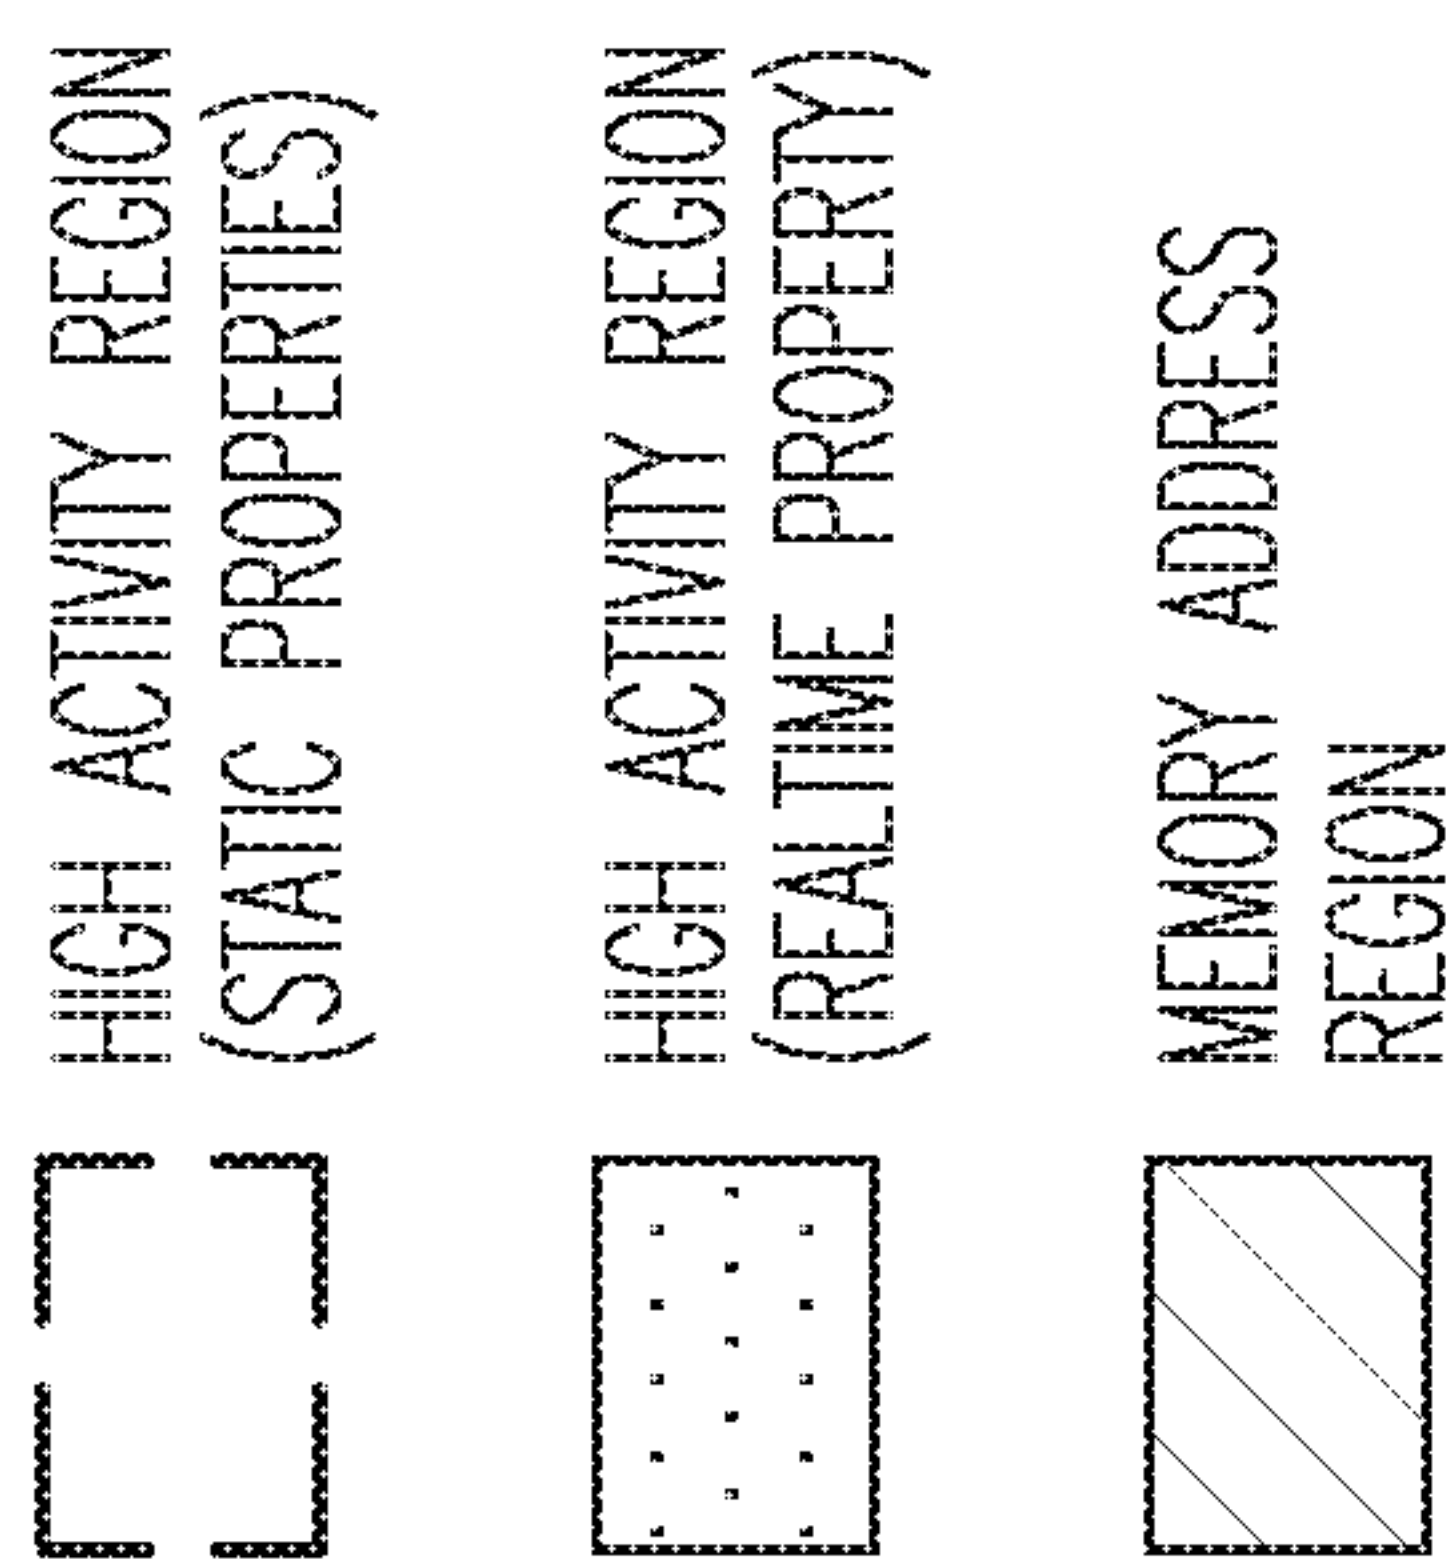 HIGH ACTIVITY REGION
(STATIC PROPERTIES)
HIGH ACTIVITY REGION
(REALTIME PROPERTY)
MEMORY ADDRESS
REGION